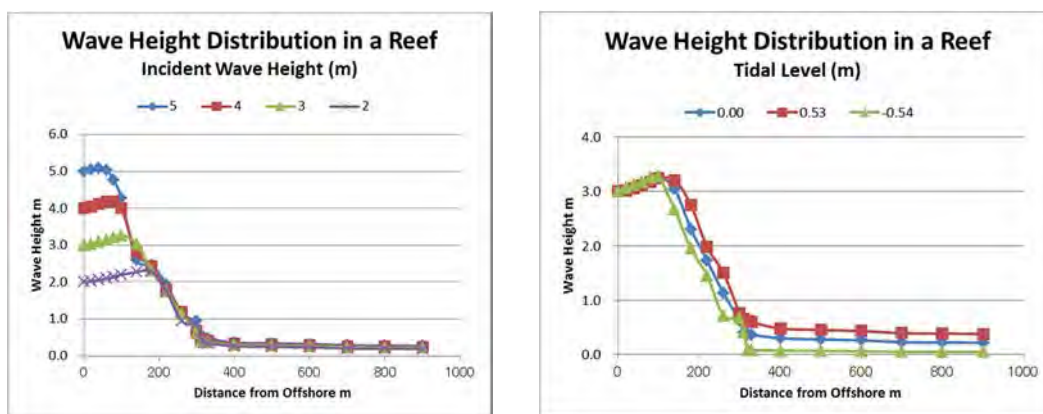 Wave Height Distribution in a Reef
Incident Wave Height (m)
5 4 3 2
6.0
5.0
4.0
3.0
2.0
1.0
0.0
0 200 400 600 800 1000
Wave Height m
Distance from Offshore m
Wave Height Distribution in a Reef
Tidal Level (m)
0.00 0.53 -0.54
4.0
3.0
2.0
1.0
0.0
0 200 400 600 800 1000
Wave Height m
Distance from Offshore m